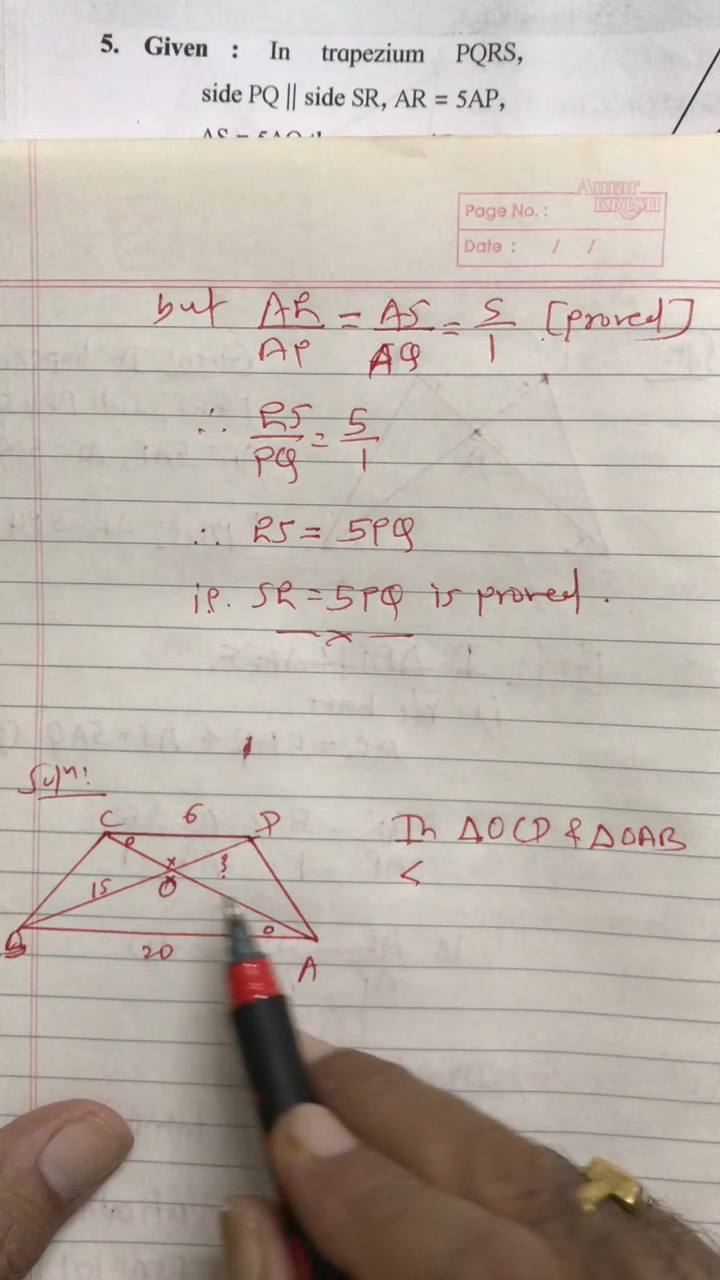 5. Given : In trapezium PQRS,
side PQ || side SR, AR = 5AP,
Amar
Page No. :
Date : / /
but AR/AP = AS/AQ = 5/1 [proved]
∴ RS/PQ = 5/1
∴ RS = 5PQ
ie. SR = 5PQ is proved.
Soln:
C 6 D
In ΔOCD & ΔOAB
<
15 O ?
B 20 A